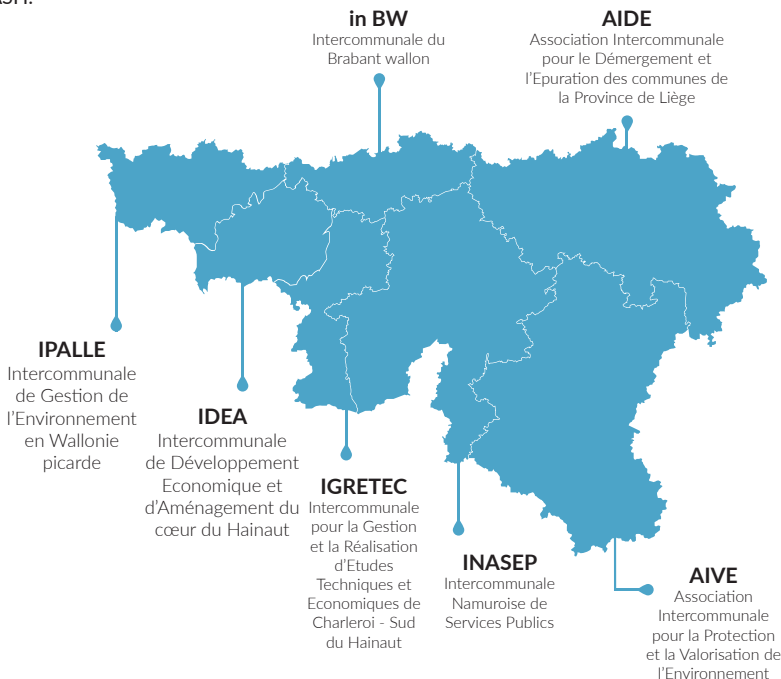 in BW
Intercommunale du
Brabant wallon
AIDE
Association Intercommunale
pour le Démergement et
l'Epuration des communes de
la Province de Liège
IPALLE
Intercommunale
de Gestion de
l'Environnement
en Wallonie
picarde
IDEA
Intercommunale
de Développement
Economique et
d'Aménagement du
cœur du Hainaut
IGRETEC
Intercommunale
pour la Gestion
et la Réalisation
d'Etudes
Techniques et
Economiques de
Charleroi - Sud
du Hainaut
INASEP
Intercommunale
Namuroise de
Services Publics
AIVE
Association
Intercommunale
pour la Protection
et la Valorisation de
l'Environnement